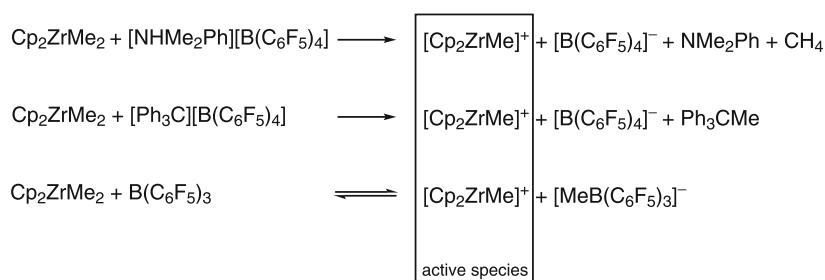 Cp₂ZrMe₂ + [NHMe₂Ph][B(C₆F₅)₄] ⟶ [Cp₂ZrMe]⁺ + [B(C₆F₅)₄]⁻ + NMe₂Ph + CH₄
Cp₂ZrMe₂ + [Ph₃C][B(C₆F₅)₄] ⟶ [Cp₂ZrMe]⁺ + [B(C₆F₅)₄]⁻ + Ph₃CMe
Cp₂ZrMe₂ + B(C₆F₅)₃ ⇌ [Cp₂ZrMe]⁺ + [MeB(C₆F₅)₃]⁻
active species